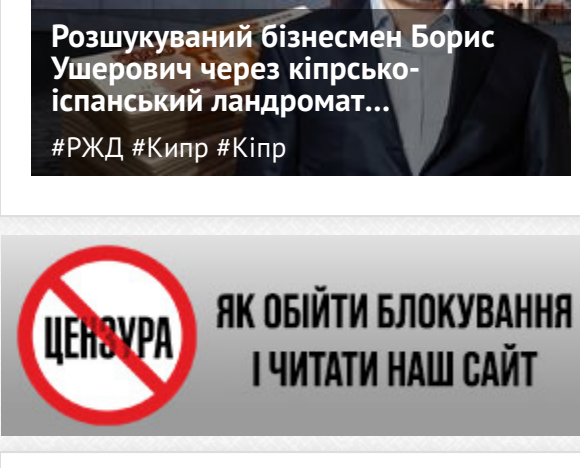 Розшукуваний бізнесмен Борис
Ушерович через кіпрсько-
іспанський ландромат...
#РЖД #Кипр #Кіпр
ЦЕНЗУРА
ЯК ОБІЙТИ БЛОКУВАННЯ
І ЧИТАТИ НАШ САЙТ